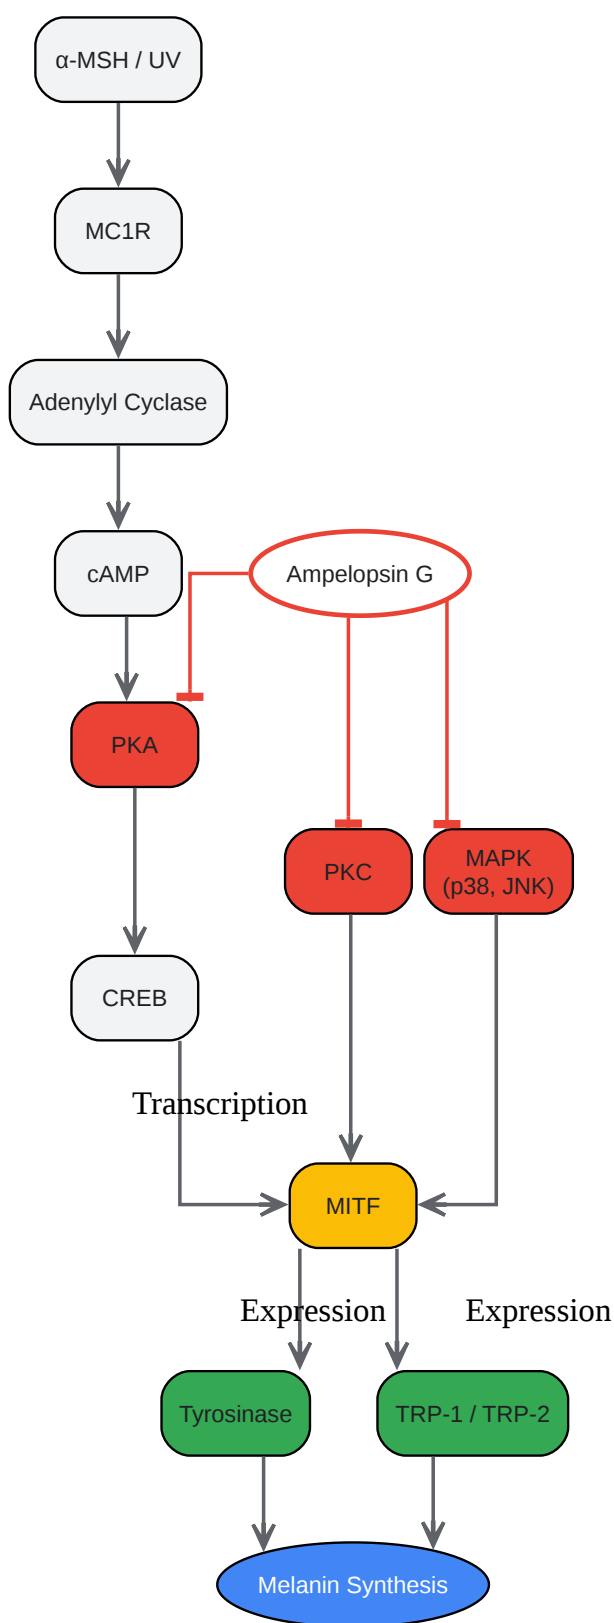 α-MSH / UV
MC1R
Adenylyl Cyclase
cAMP
Ampelopsin G
PKA
PKC
MAPK
(p38, JNK)
CREB
Transcription
MITF
Expression
Expression
Tyrosinase
TRP-1 / TRP-2
Melanin Synthesis